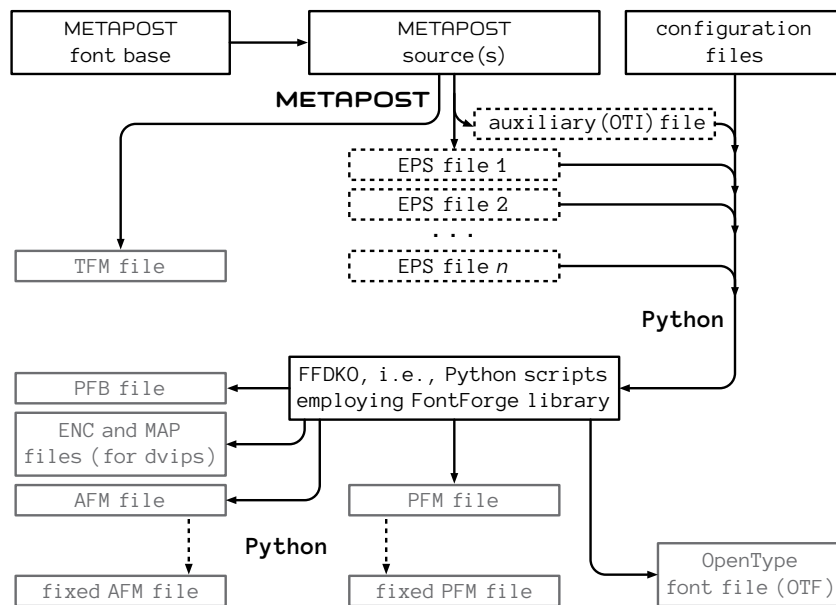 METAPOST
font base
METAPOST
source(s)
configuration
files
METAPOST
auxiliary (OTI) file
EPS file 1
EPS file 2
...
TFM file
EPS file n
Python
PFB file
FFDKO, i.e., Python scripts
employing FontForge library
ENC and MAP
files (for dvips)
AFM file
PFM file
Python
OpenType
font file (OTF)
fixed AFM file
fixed PFM file